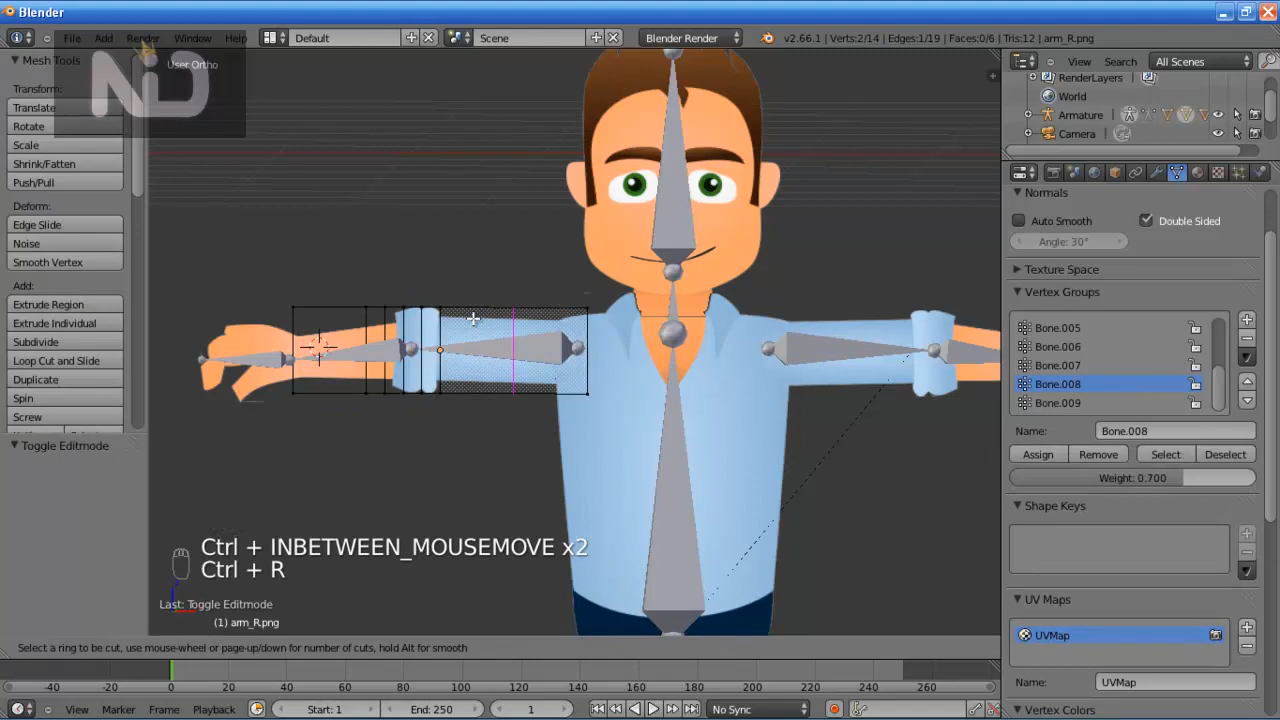 Blender
File Add Render Window Help
Default
Scene
Blender Render
v2.66.1 | Verts:2/14 | Edges:1/19 | Faces:0/6 | Tris:12 | arm_R.png
Mesh Tools
User Ortho
ND
Transform:
Translate
Rotate
Scale
Shrink/Fatten
Push/Pull
Deform:
Edge Slide
Noise
Smooth Vertex
Add:
Extrude Region
Extrude Individual
Subdivide
Loop Cut and Slide
Duplicate
Spin
Screw
Toggle Editmode
Ctrl + INBETWEEN_MOUSEMOVE x2
Ctrl + R
Last: Toggle Editmode
(1) arm_R.png
View Search All Scenes
RenderLayers
World
Armature
Camera
Normals
Auto Smooth
Double Sided
Angle: 30°
Texture Space
Vertex Groups
Bone.005
Bone.006
Bone.007
Bone.008
Bone.009
Name: Bone.008
Assign Remove Select Deselect
Weight: 0.700
Shape Keys
UV Maps
UVMap
Name: UVMap
Vertex Colors
Select a ring to be cut, use mouse-wheel or page-up/down for number of cuts, hold Alt for smooth
-40 -20 0 20 40 60 80 100 120 140 160 180 200 220 240 260
View Marker Frame Playback Start: 1 End: 250 1 No Sync